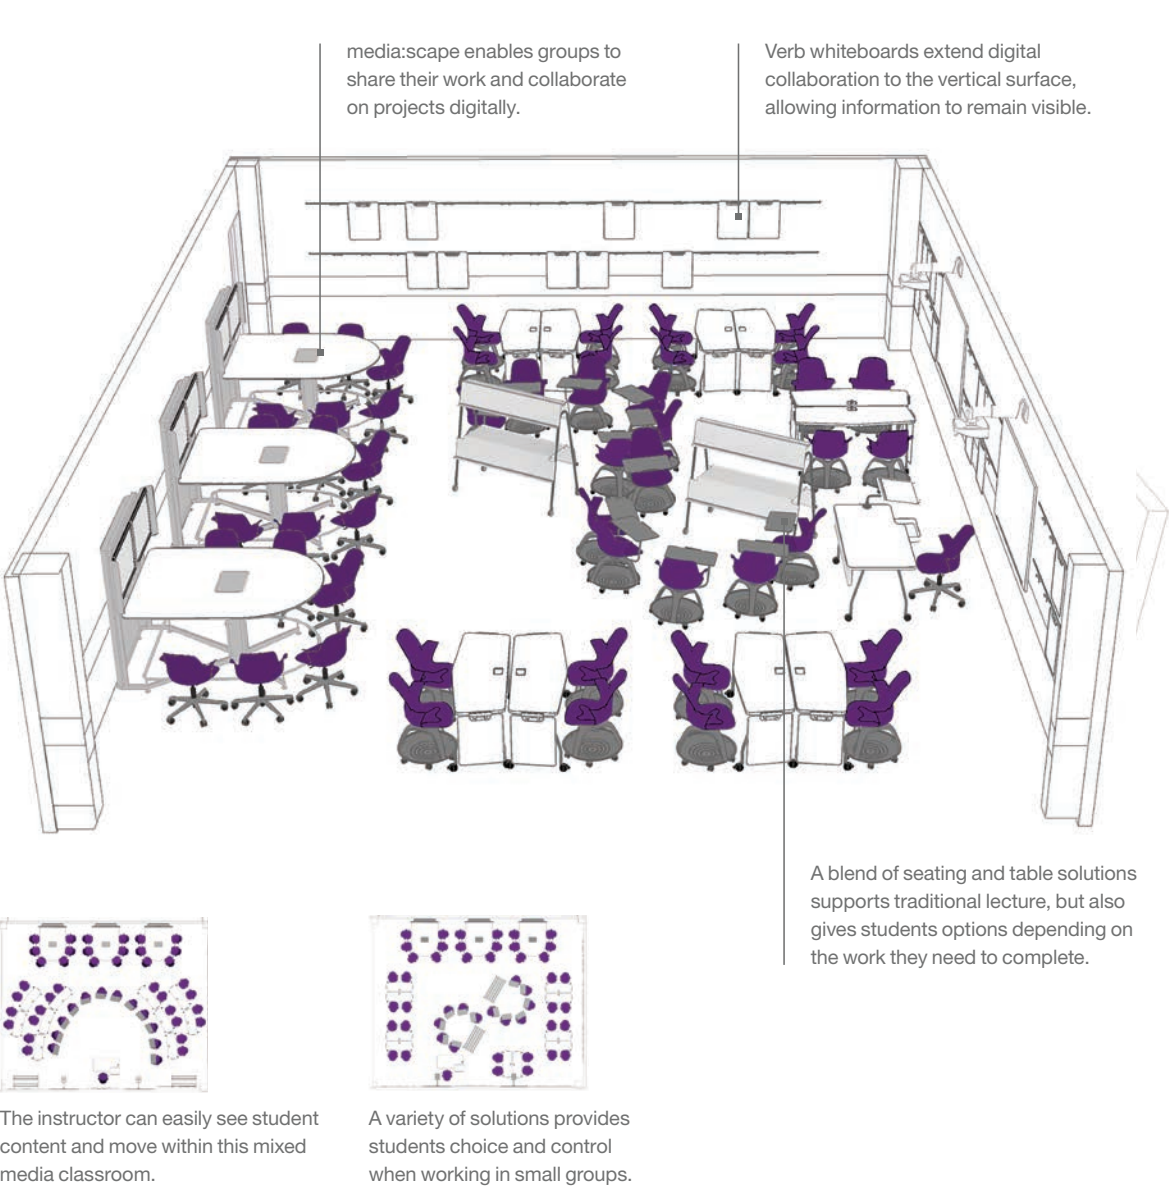 media:scape enables groups to
share their work and collaborate
on projects digitally.
Verb whiteboards extend digital
collaboration to the vertical surface,
allowing information to remain visible.
A blend of seating and table solutions
supports traditional lecture, but also
gives students options depending on
the work they need to complete.
The instructor can easily see student
content and move within this mixed
media classroom.
A variety of solutions provides
students choice and control
when working in small groups.